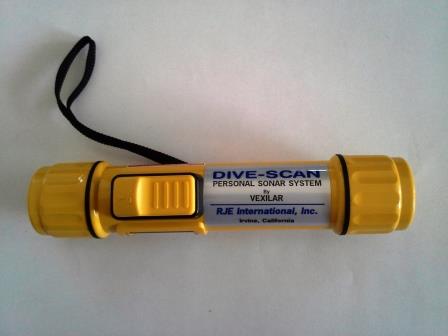 DIVE-SCAN
PERSONAL SONAR SYSTEM
By
VEXILAR
RJE International, Inc.
Irvine, California